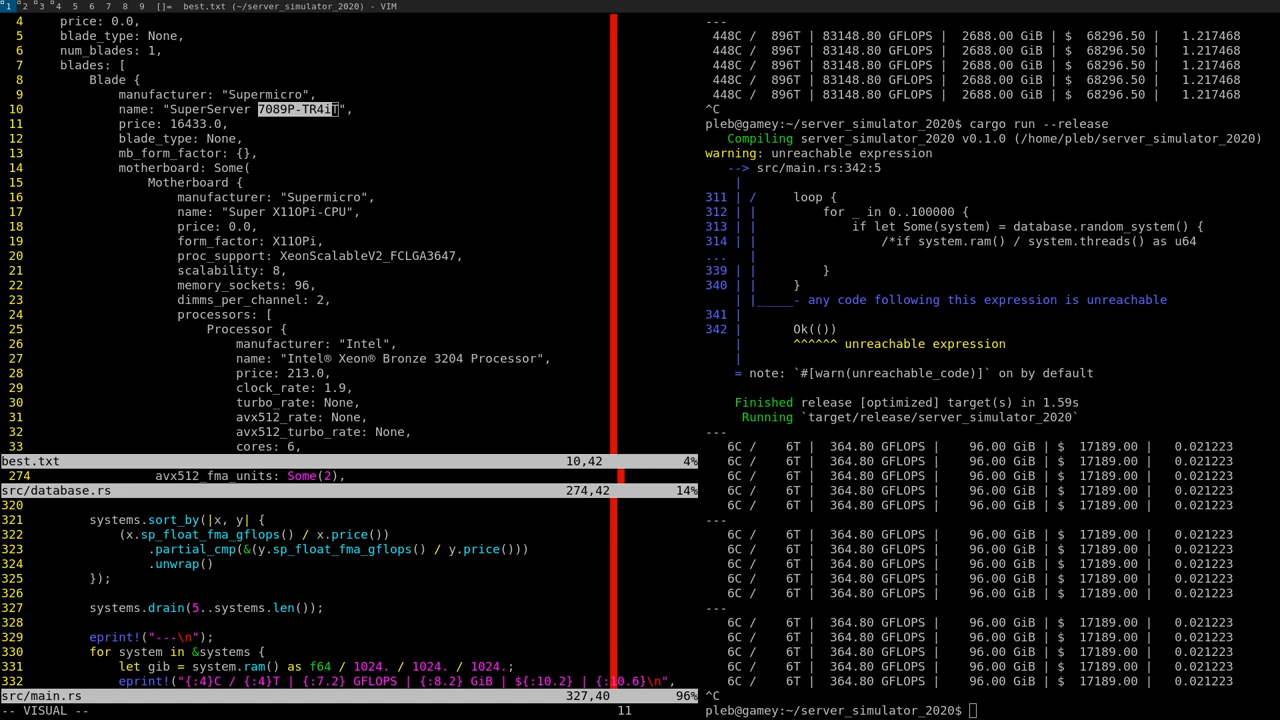 1 2 3 4 5 6 7 8 9 []= best.txt (~/server_simulator_2020) - VIM
4 price: 0.0,
5 blade_type: None,
6 num_blades: 1,
7 blades: [
8 Blade {
9 manufacturer: "Supermicro",
10 name: "SuperServer 7089P-TR4iT",
11 price: 16433.0,
12 blade_type: None,
13 mb_form_factor: {},
14 motherboard: Some(
15 Motherboard {
16 manufacturer: "Supermicro",
17 name: "Super X11OPi-CPU",
18 price: 0.0,
19 form_factor: X11OPi,
20 proc_support: XeonScalableV2_FCLGA3647,
21 scalability: 8,
22 memory_sockets: 96,
23 dimms_per_channel: 2,
24 processors: [
25 Processor {
26 manufacturer: "Intel",
27 name: "Intel® Xeon® Bronze 3204 Processor",
28 price: 213.0,
29 clock_rate: 1.9,
30 turbo_rate: None,
31 avx512_rate: None,
32 avx512_turbo_rate: None,
33 cores: 6,
best.txt 10,42 4%
274 avx512_fma_units: Some(2),
src/database.rs 274,42 14%
320
321 systems.sort_by(|x, y| {
322 (x.sp_float_fma_gflops() / x.price())
323 .partial_cmp(&(y.sp_float_fma_gflops() / y.price()))
324 .unwrap()
325 });
326
327 systems.drain(5..systems.len());
328
329 eprint!("---\n");
330 for system in &systems {
331 let gib = system.ram() as f64 / 1024. / 1024. / 1024.;
332 eprint!("{:4}C / {:4}T | {:7.2} GFLOPS | {:8.2} GiB | ${:10.2} | {:10.6}\n",
src/main.rs 327,40 96%
-- VISUAL -- 11
---
448C / 896T | 83148.80 GFLOPS | 2688.00 GiB | $ 68296.50 | 1.217468
448C / 896T | 83148.80 GFLOPS | 2688.00 GiB | $ 68296.50 | 1.217468
448C / 896T | 83148.80 GFLOPS | 2688.00 GiB | $ 68296.50 | 1.217468
448C / 896T | 83148.80 GFLOPS | 2688.00 GiB | $ 68296.50 | 1.217468
448C / 896T | 83148.80 GFLOPS | 2688.00 GiB | $ 68296.50 | 1.217468
^C
pleb@gamey:~/server_simulator_2020$ cargo run --release
Compiling server_simulator_2020 v0.1.0 (/home/pleb/server_simulator_2020)
warning: unreachable expression
--> src/main.rs:342:5
|
311 | / loop {
312 | | for _ in 0..100000 {
313 | | if let Some(system) = database.random_system() {
314 | | /*if system.ram() / system.threads() as u64
... |
339 | | }
340 | | }
| |_____- any code following this expression is unreachable
341 |
342 | Ok(())
| ^^^^^^ unreachable expression
|
= note: `#[warn(unreachable_code)]` on by default
Finished release [optimized] target(s) in 1.59s
Running `target/release/server_simulator_2020`
---
6C / 6T | 364.80 GFLOPS | 96.00 GiB | $ 17189.00 | 0.021223
6C / 6T | 364.80 GFLOPS | 96.00 GiB | $ 17189.00 | 0.021223
6C / 6T | 364.80 GFLOPS | 96.00 GiB | $ 17189.00 | 0.021223
6C / 6T | 364.80 GFLOPS | 96.00 GiB | $ 17189.00 | 0.021223
6C / 6T | 364.80 GFLOPS | 96.00 GiB | $ 17189.00 | 0.021223
---
6C / 6T | 364.80 GFLOPS | 96.00 GiB | $ 17189.00 | 0.021223
6C / 6T | 364.80 GFLOPS | 96.00 GiB | $ 17189.00 | 0.021223
6C / 6T | 364.80 GFLOPS | 96.00 GiB | $ 17189.00 | 0.021223
6C / 6T | 364.80 GFLOPS | 96.00 GiB | $ 17189.00 | 0.021223
6C / 6T | 364.80 GFLOPS | 96.00 GiB | $ 17189.00 | 0.021223
---
6C / 6T | 364.80 GFLOPS | 96.00 GiB | $ 17189.00 | 0.021223
6C / 6T | 364.80 GFLOPS | 96.00 GiB | $ 17189.00 | 0.021223
6C / 6T | 364.80 GFLOPS | 96.00 GiB | $ 17189.00 | 0.021223
6C / 6T | 364.80 GFLOPS | 96.00 GiB | $ 17189.00 | 0.021223
6C / 6T | 364.80 GFLOPS | 96.00 GiB | $ 17189.00 | 0.021223
^C
pleb@gamey:~/server_simulator_2020$